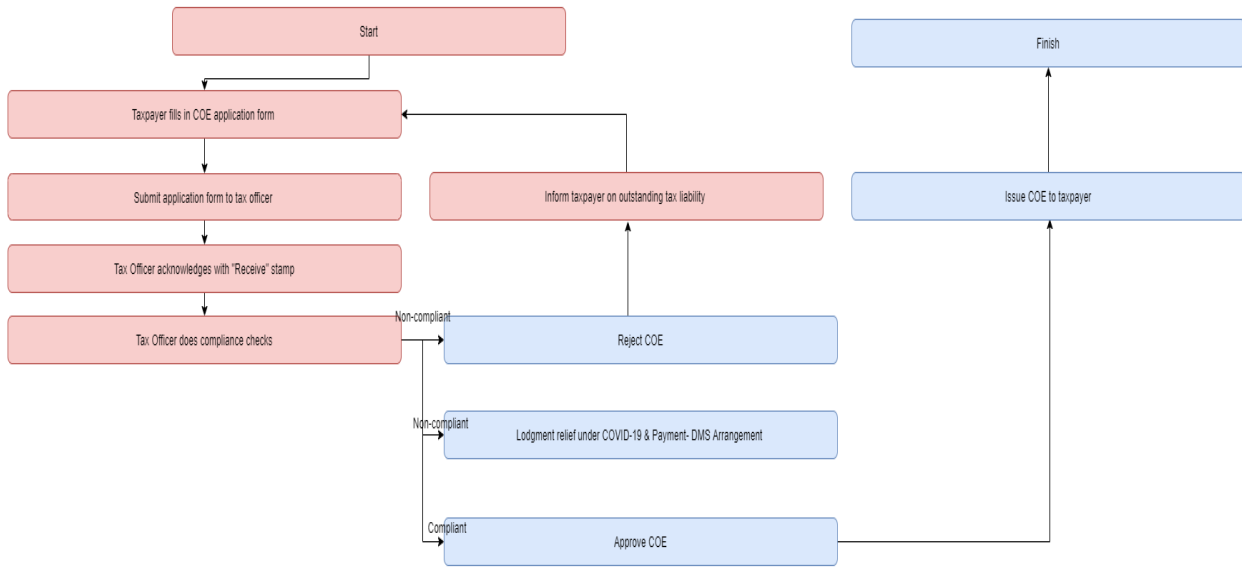 Start
Finish
Taxpayer fills in COE application form
Submit application form to tax officer
Inform taxpayer on outstanding tax liability
Issue COE to taxpayer
Tax Officer acknowledges with "Receive" stamp
Non-compliant
Tax Officer does compliance checks
Reject COE
Non-compliant
Lodgment relief under COVID-19 & Payment- DMS Arrangement
Compliant
Approve COE